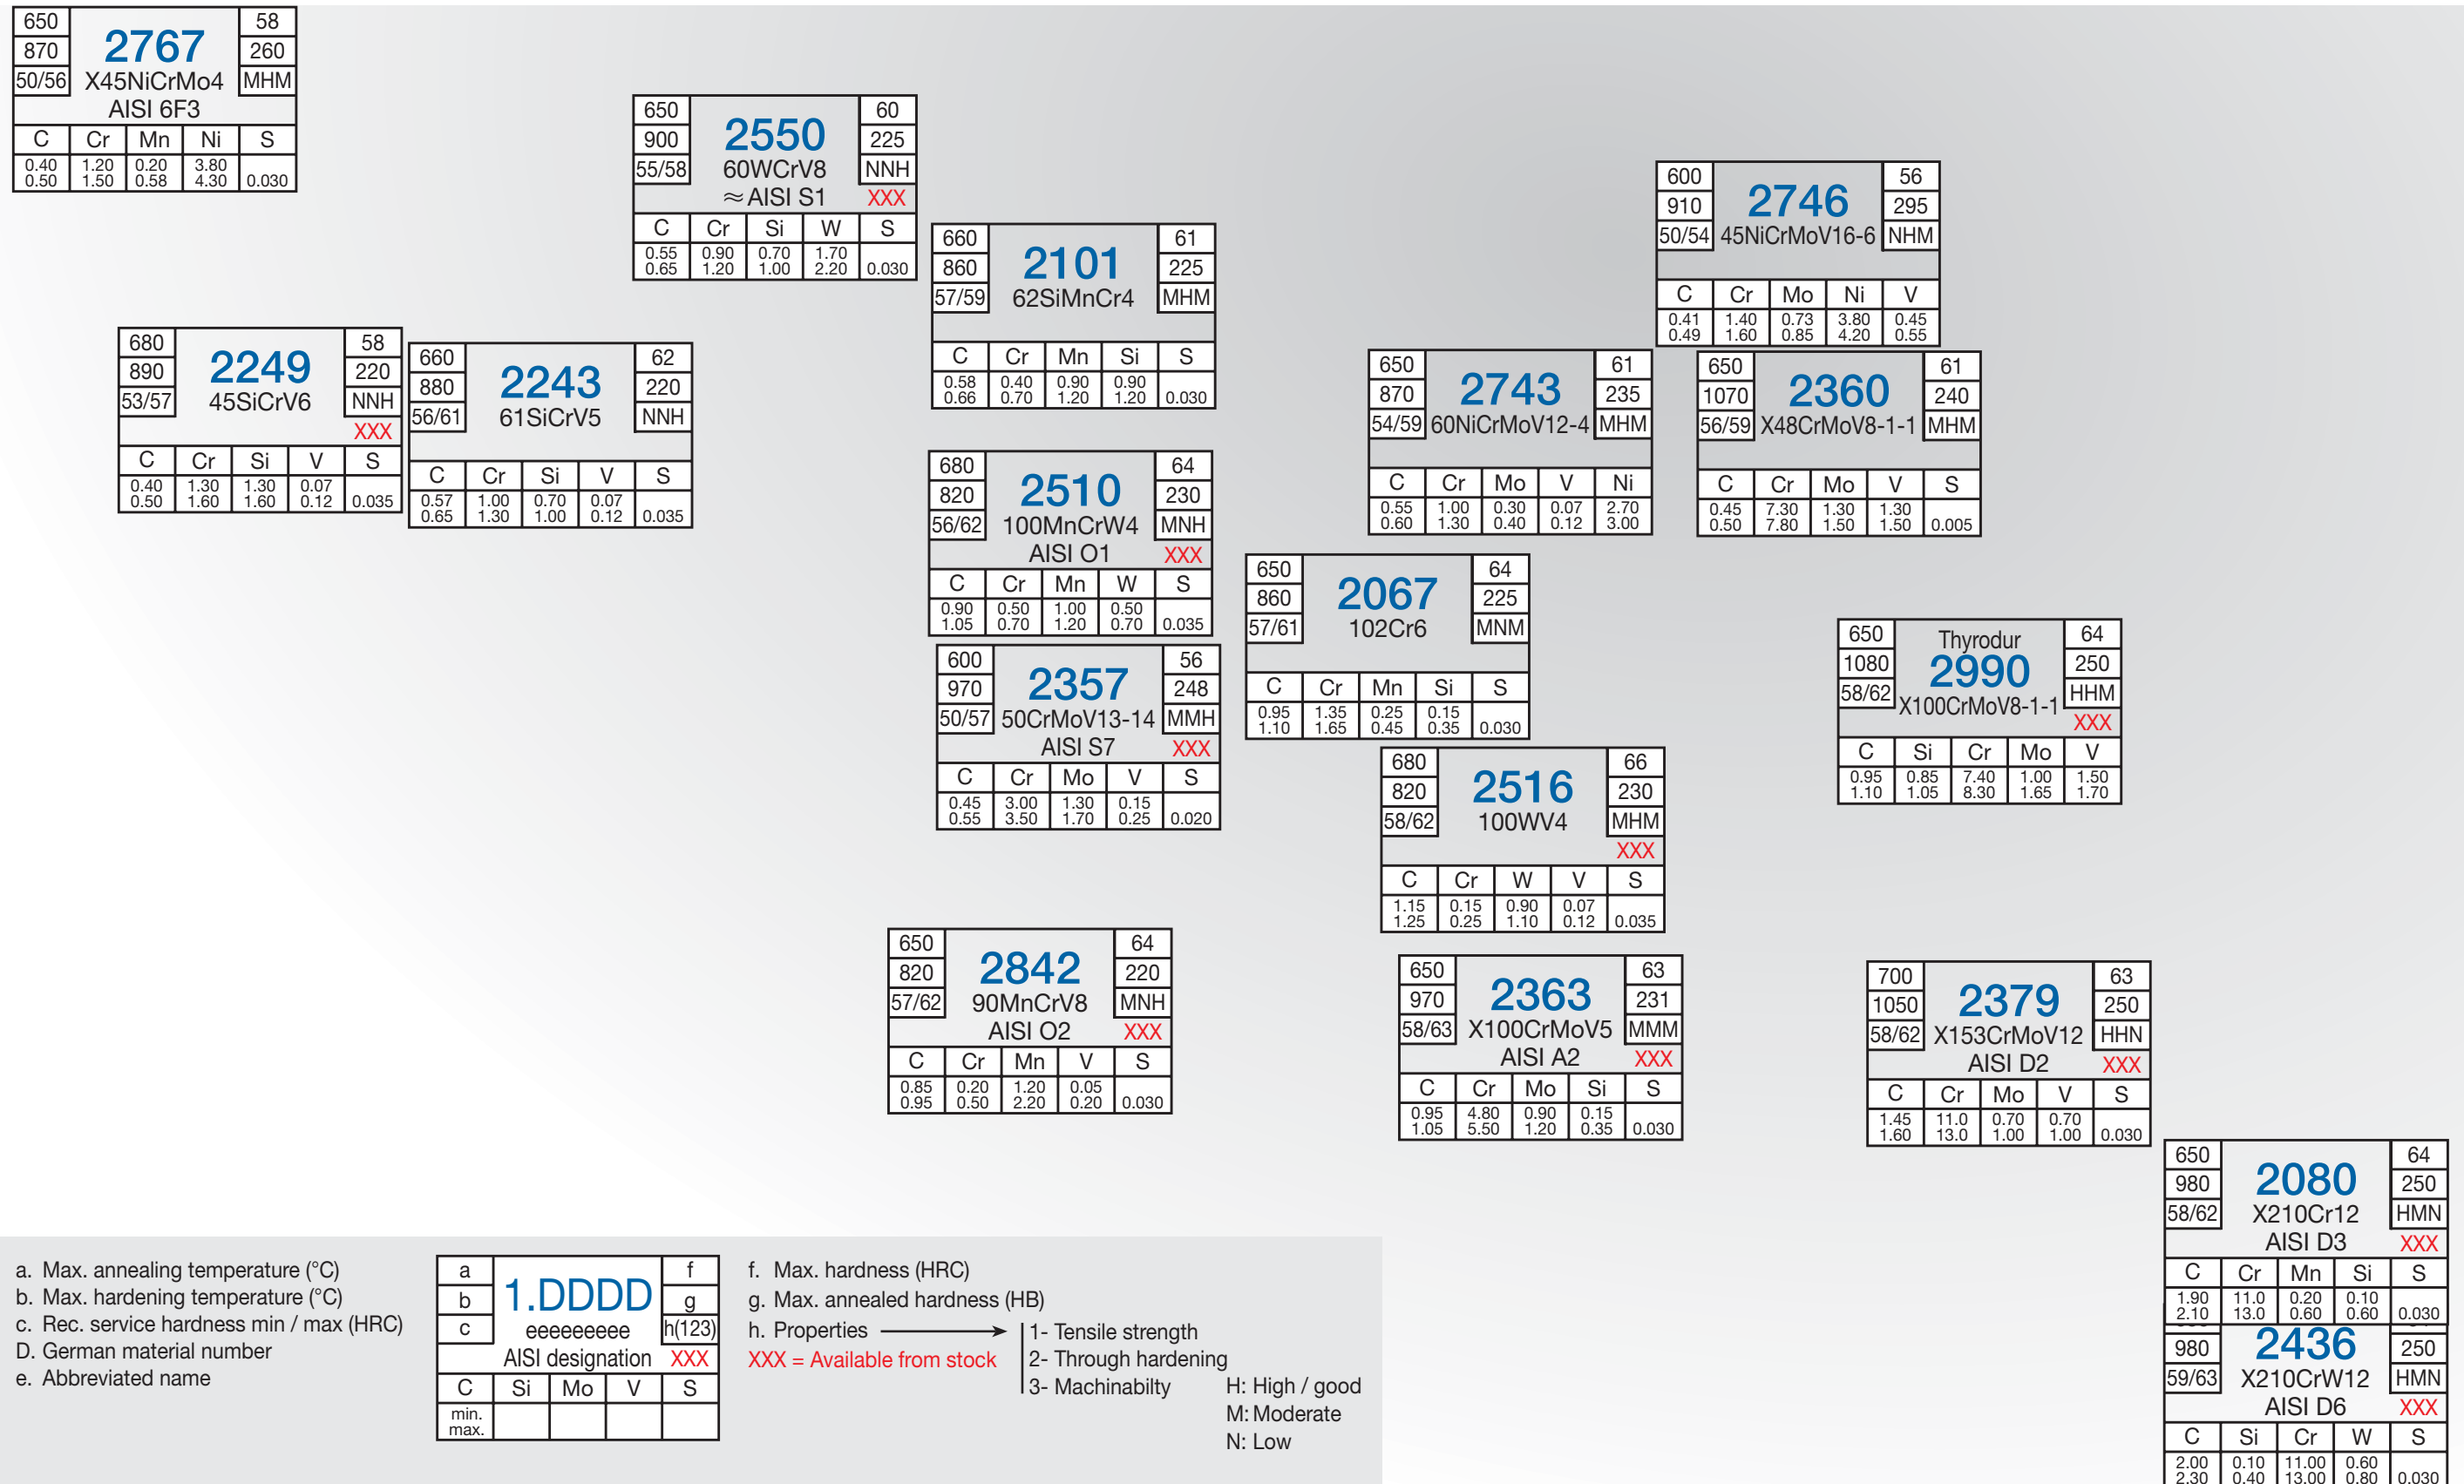 650 58
870 2767 260
50/56 X45NiCrMo4 MHM
AISI 6F3
C Cr Mn Ni S
0.40 1.20 0.20 3.80
0.50 1.50 0.58 4.30 0.030
650 60
900 2550 225
55/58 60WCrV8 NNH
≈ AISI S1 XXX
C Cr Si W S
0.55 0.90 0.70 1.70
0.65 1.20 1.00 2.20 0.030
660 61
860 2101 225
57/59 62SiMnCr4 MHM
C Cr Mn Si S
0.58 0.40 0.90 0.90
0.66 0.70 1.20 1.20 0.030
600 56
910 2746 295
50/54 45NiCrMoV16-6 NHM
C Cr Mo Ni V
0.41 1.40 0.73 3.80 0.45
0.49 1.60 0.85 4.20 0.55
680 58
890 2249 220
53/57 45SiCrV6 NNH
XXX
C Cr Si V S
0.40 1.30 1.30 0.07
0.50 1.60 1.60 0.12 0.035
660 62
880 2243 220
56/61 61SiCrV5 NNH
C Cr Si V S
0.57 1.00 0.70 0.07
0.65 1.30 1.00 0.12 0.035
650 61
870 2743 235
54/59 60NiCrMoV12-4 MHM
C Cr Mo V Ni
0.55 1.00 0.30 0.07 2.70
0.60 1.30 0.40 0.12 3.00
650 61
1070 2360 240
56/59 X48CrMoV8-1-1 MHM
C Cr Mo V S
0.45 7.30 1.30 1.30
0.50 7.80 1.50 1.50 0.005
680 64
820 2510 230
56/62 100MnCrW4 MNH
AISI O1 XXX
C Cr Mn W S
0.90 0.50 1.00 0.50
1.05 0.70 1.20 0.70 0.035
650 64
860 2067 225
57/61 102Cr6 MNM
C Cr Mn Si S
0.95 1.35 0.25 0.15
1.10 1.65 0.45 0.35 0.030
600 56
970 2357 248
50/57 50CrMoV13-14 MMH
AISI S7 XXX
C Cr Mo V S
0.45 3.00 1.30 0.15
0.55 3.50 1.70 0.25 0.020
650 Thyrodur 64
1080 2990 250
58/62 X100CrMoV8-1-1 HHM
XXX
C Si Cr Mo V
0.95 0.85 7.40 1.00 1.50
1.10 1.05 8.30 1.65 1.70
680 66
820 2516 230
58/62 100WV4 MHM
XXX
C Cr W V S
1.15 0.15 0.90 0.07
1.25 0.25 1.10 0.12 0.035
650 64
820 2842 220
57/62 90MnCrV8 MNH
AISI O2 XXX
C Cr Mn V S
0.85 0.20 1.20 0.05
0.95 0.50 2.20 0.20 0.030
650 63
970 2363 231
58/63 X100CrMoV5 MMM
AISI A2 XXX
C Cr Mo Si S
0.95 4.80 0.90 0.15
1.05 5.50 1.20 0.35 0.030
700 63
1050 2379 250
58/62 X153CrMoV12 HHN
AISI D2 XXX
C Cr Mo V S
1.45 11.0 0.70 0.70
1.60 13.0 1.00 1.00 0.030
650 64
980 2080 250
58/62 X210Cr12 HMN
AISI D3 XXX
C Cr Mn Si S
1.90 11.0 0.20 0.10
2.10 13.0 0.60 0.60 0.030
980 2436 250
59/63 X210CrW12 HMN
AISI D6 XXX
C Si Cr W S
2.00 0.10 11.00 0.60
2.30 0.40 13.00 0.80 0.030
a. Max. annealing temperature (°C)
b. Max. hardening temperature (°C)
c. Rec. service hardness min / max (HRC)
D. German material number
e. Abbreviated name
a f
b 1.DDDD g
c eeeeeeeee h(123)
AISI designation XXX
C Si Mo V S
min.
max.
f. Max. hardness (HRC)
g. Max. annealed hardness (HB)
h. Properties
XXX = Available from stock
1- Tensile strength
2- Through hardening
3- Machinabilty
H: High / good
M: Moderate
N: Low